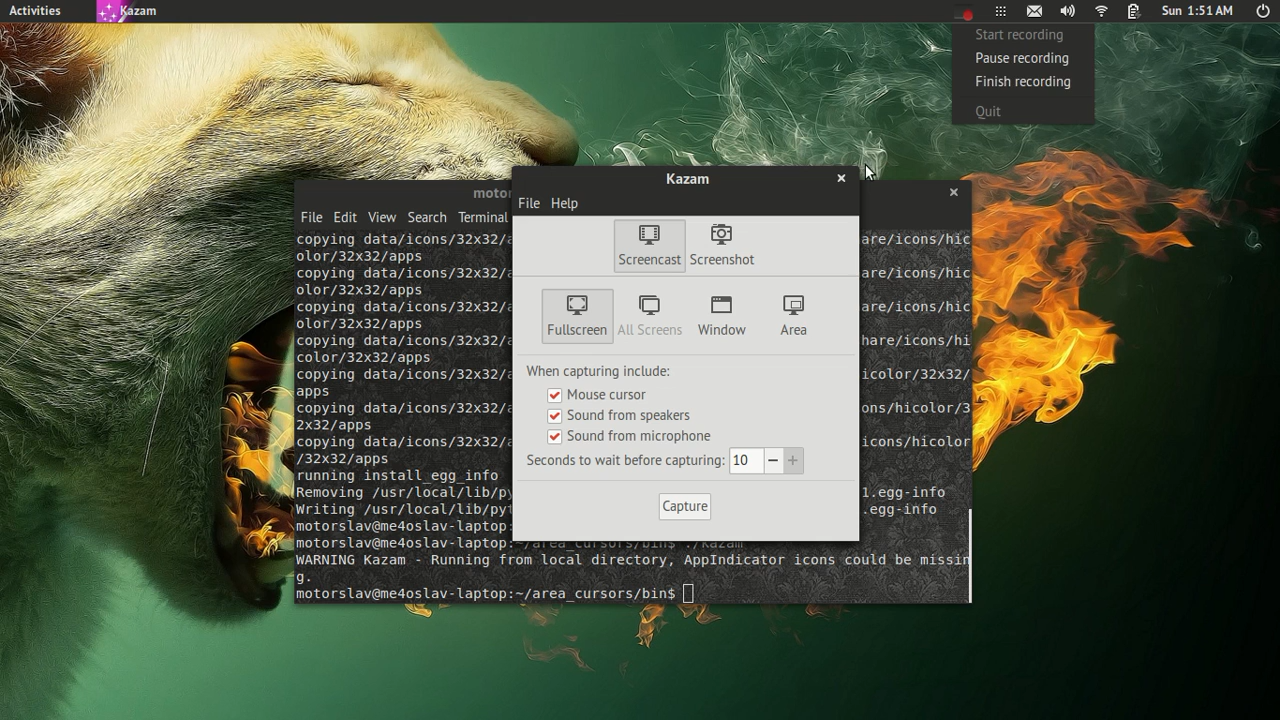 Activities
Kazam
Sun 1:51 AM
Start recording
Pause recording
Finish recording
Quit
motor
File Edit View Search Terminal
copying data/icons/32x32/a
are/icons/hic
olor/32x32/apps
copying data/icons/32x32/a
are/icons/hic
olor/32x32/apps
copying data/icons/32x32/a
are/icons/hic
olor/32x32/apps
copying data/icons/32x32/a
hare/icons/hi
color/32x32/apps
copying data/icons/32x32/a
icolor/32x32/
apps
copying data/icons/32x32/a
ons/hicolor/3
2x32/apps
copying data/icons/32x32/a
icons/hicolor
/32x32/apps
running install_egg_info
Removing /usr/local/lib/py
1.egg-info
Writing /usr/local/lib/pyt
.egg-info
motorslav@me4oslav-laptop:
motorslav@me4oslav-laptop:~/area_cursors/bin$ ./Kazam
WARNING Kazam - Running from local directory, AppIndicator icons could be missin
g.
motorslav@me4oslav-laptop:~/area_cursors/bin$
Kazam
File Help
Screencast Screenshot
Fullscreen All Screens Window Area
When capturing include:
Mouse cursor
Sound from speakers
Sound from microphone
Seconds to wait before capturing: 10
Capture